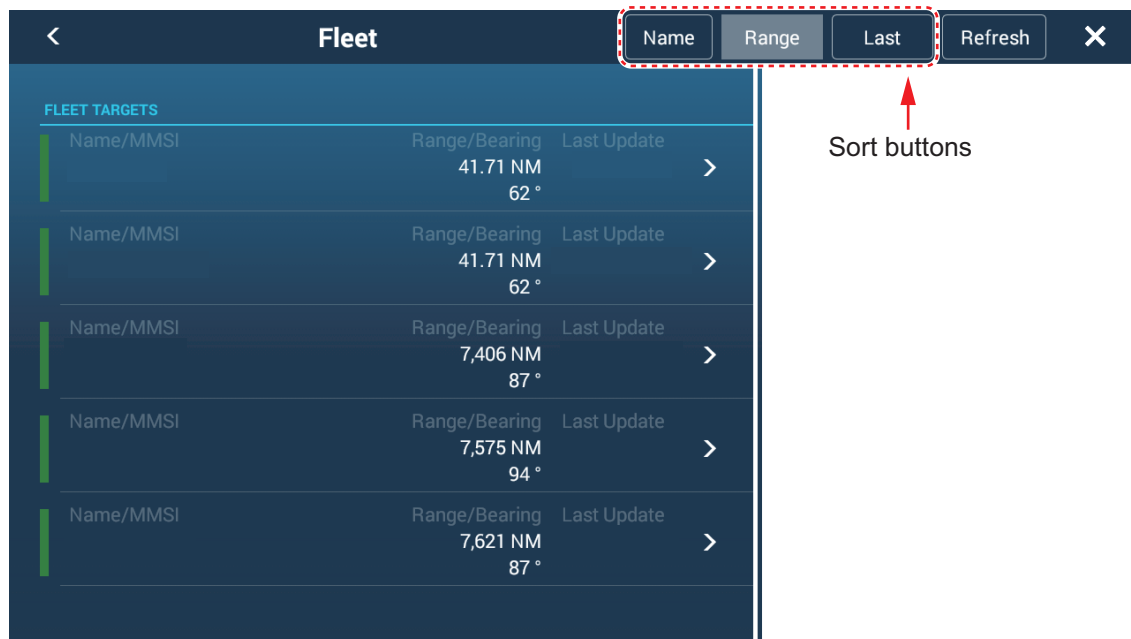 Fleet Name Range Last Refresh
Sort buttons
FLEET TARGETS
Name/MMSI Range/Bearing Last Update
41.71 NM
62 °
Name/MMSI Range/Bearing Last Update
41.71 NM
62 °
Name/MMSI Range/Bearing Last Update
7,406 NM
87 °
Name/MMSI Range/Bearing Last Update
7,575 NM
94 °
Name/MMSI Range/Bearing Last Update
7,621 NM
87 °